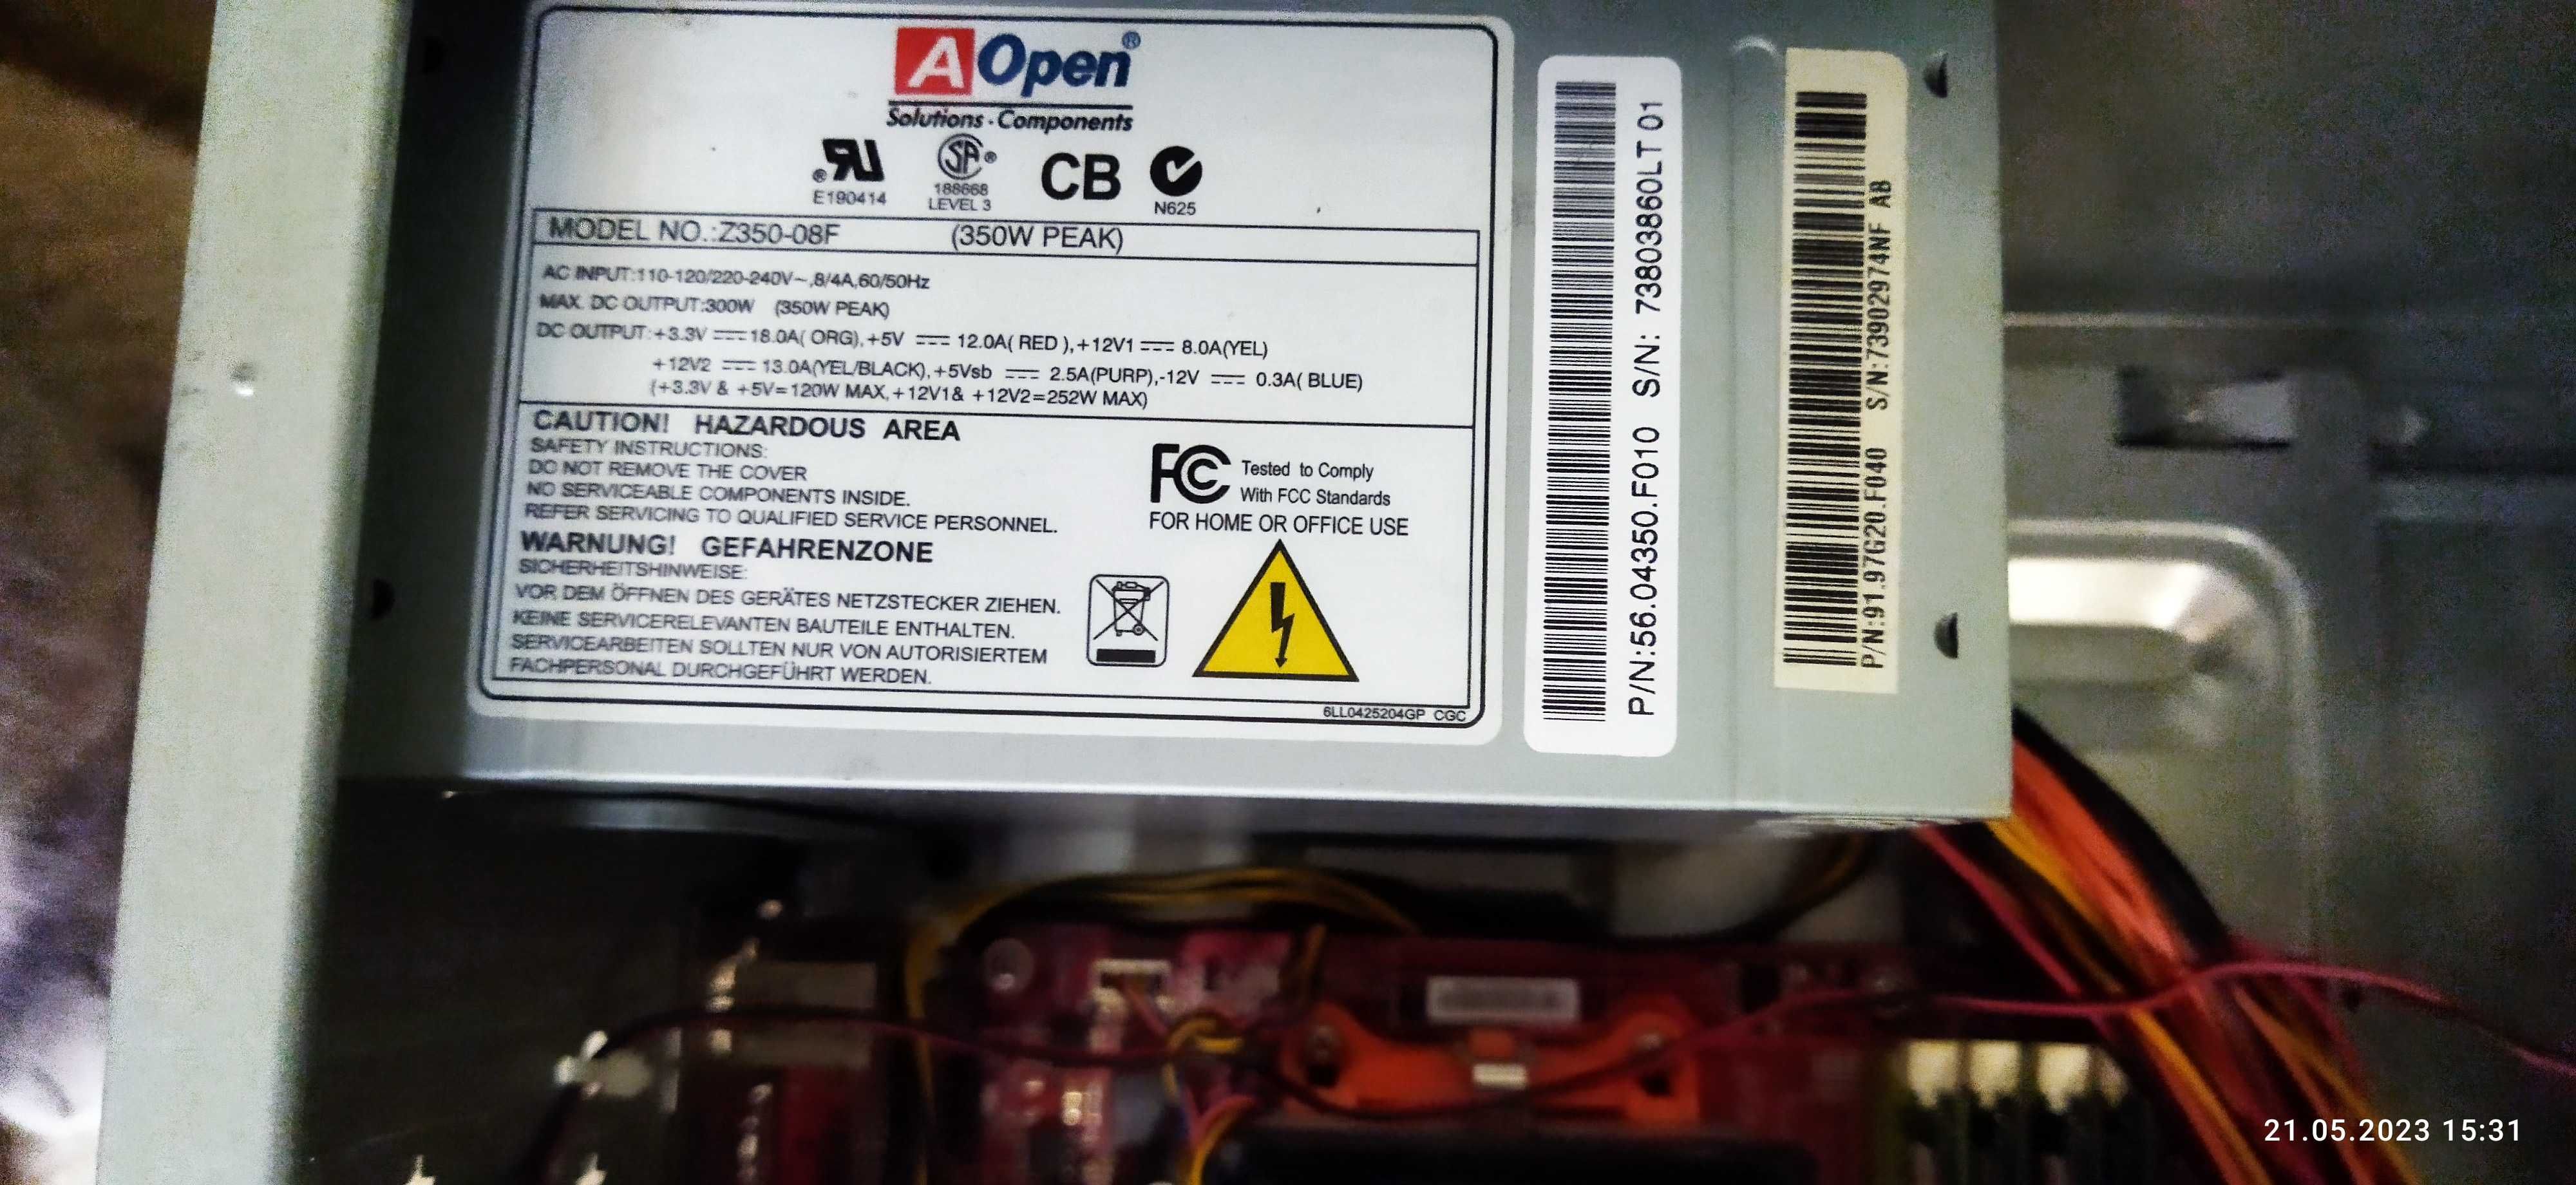 AOpen®
Solutions · Components
E190414
188668
LEVEL 3
CB
N625
MODEL NO.:Z350-08F (350W PEAK)
AC INPUT:110-120/220-240V~,8/4A,60/50Hz
MAX. DC OUTPUT:300W (350W PEAK)
DC OUTPUT:+3.3V 18.0A( ORG),+5V 12.0A( RED ),+12V1 8.0A(YEL)
+12V2 13.0A(YEL/BLACK),+5Vsb 2.5A(PURP),-12V 0.3A( BLUE)
(+3.3V & +5V=120W MAX,+12V1& +12V2=252W MAX)
CAUTION! HAZARDOUS AREA
SAFETY INSTRUCTIONS:
DO NOT REMOVE THE COVER
NO SERVICEABLE COMPONENTS INSIDE.
REFER SERVICING TO QUALIFIED SERVICE PERSONNEL.
FC Tested to Comply
With FCC Standards
FOR HOME OR OFFICE USE
WARNUNG! GEFAHRENZONE
SICHERHEITSHINWEISE:
VOR DEM ÖFFNEN DES GERÄTES NETZSTECKER ZIEHEN.
KEINE SERVICERELEVANTEN BAUTEILE ENTHALTEN.
SERVICEARBEITEN SOLLTEN NUR VON AUTORISIERTEM
FACHPERSONAL DURCHGEFÜHRT WERDEN.
6LL0425204GP CGC
P/N:56.04350.F010 S/N: 73803860LT 01
P/N:91.97G20.F040 S/N:73902974NF AB
21.05.2023 15:31